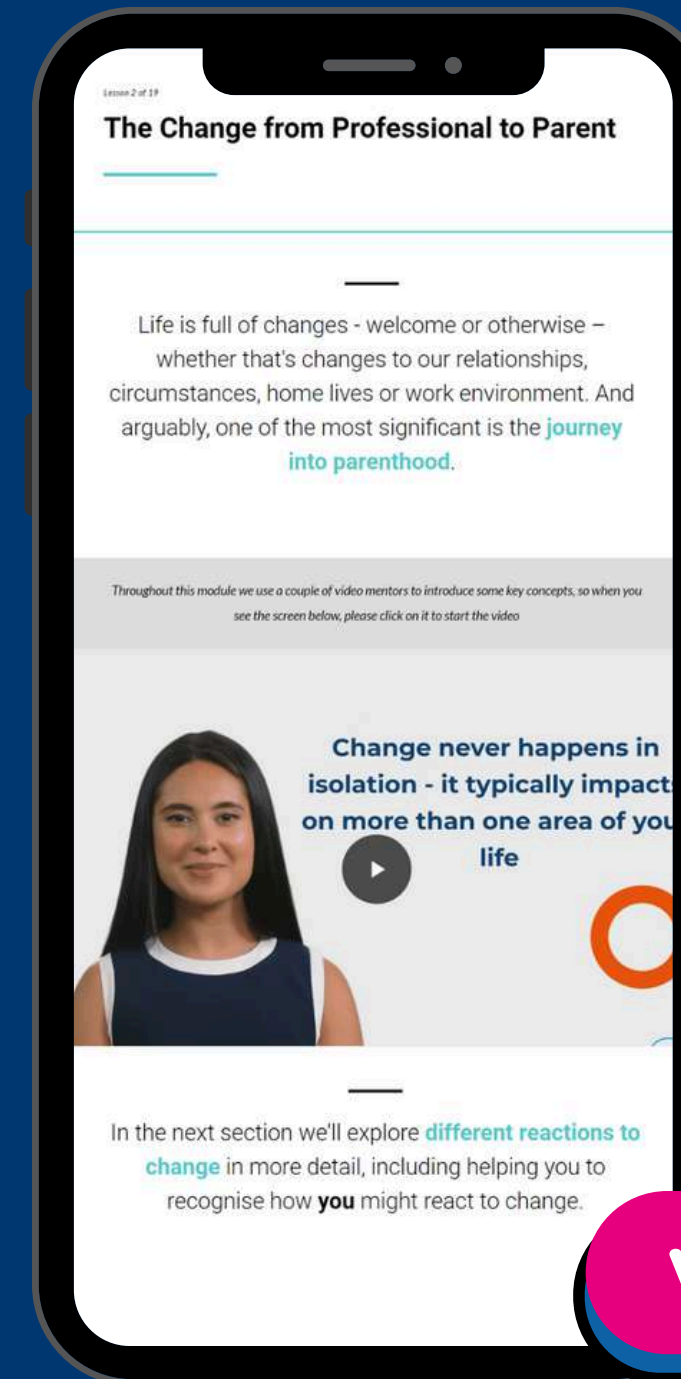 Lesson 2 of 19
The Change from Professional to Parent
Life is full of changes - welcome or otherwise –
whether that's changes to our relationships,
circumstances, home lives or work environment. And
arguably, one of the most significant is the journey
into parenthood.
Throughout this module we use a couple of video mentors to introduce some key concepts, so when you
see the screen below, please click on it to start the video
Change never happens in
isolation - it typically impacts
on more than one area of you
life
In the next section we'll explore different reactions to
change in more detail, including helping you to
recognise how you might react to change.